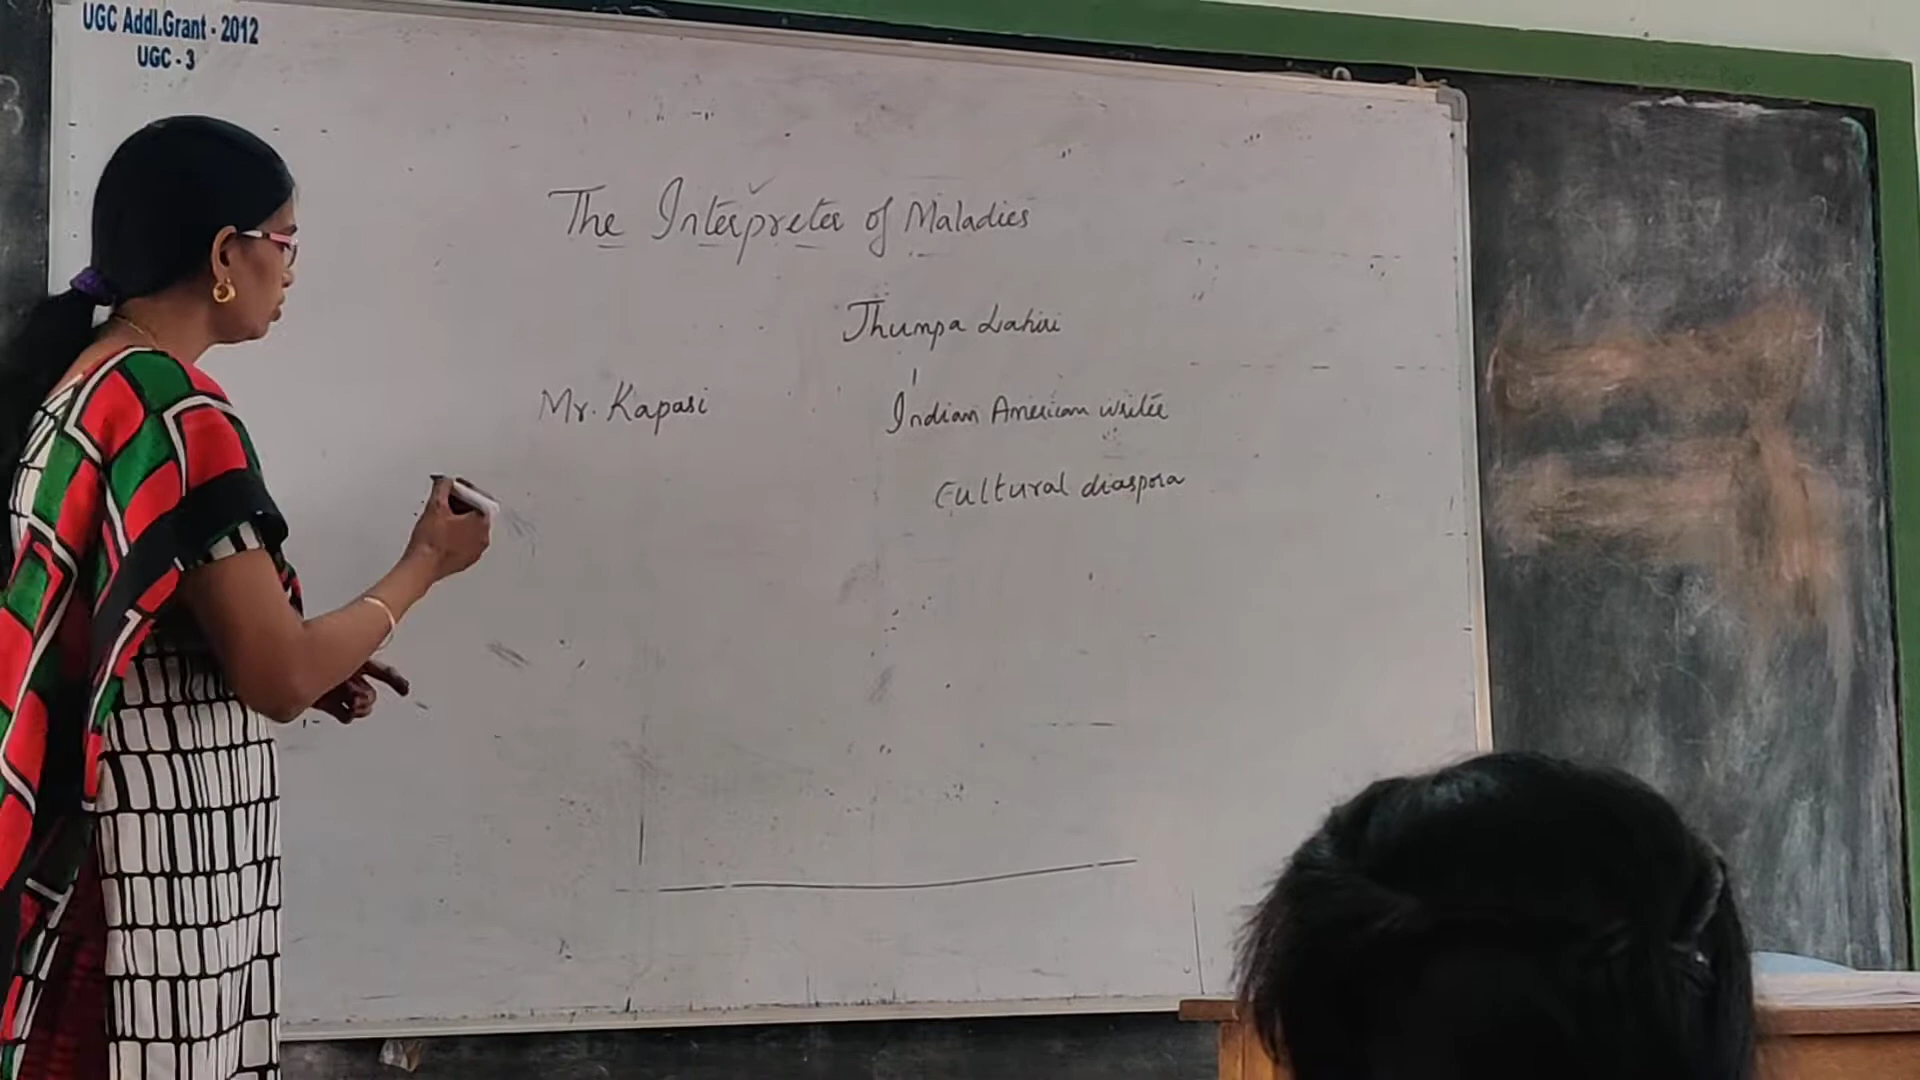 UGC Addl.Grant - 2012
UGC - 3
The Interpreter of Maladies
Jhumpa Lahiri
Mr. Kapasi
Indian American writer
Cultural diaspora